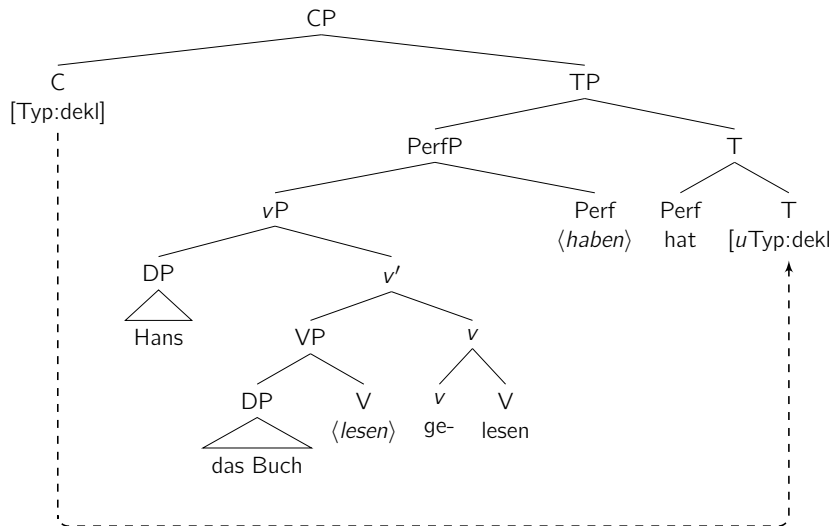 CP
C TP
[Typ:dekl]
PerfP T
vP Perf Perf T
⟨haben⟩ hat [uTyp:dekl
DP v′
Hans VP v
DP V v V
⟨lesen⟩ ge- lesen
das Buch